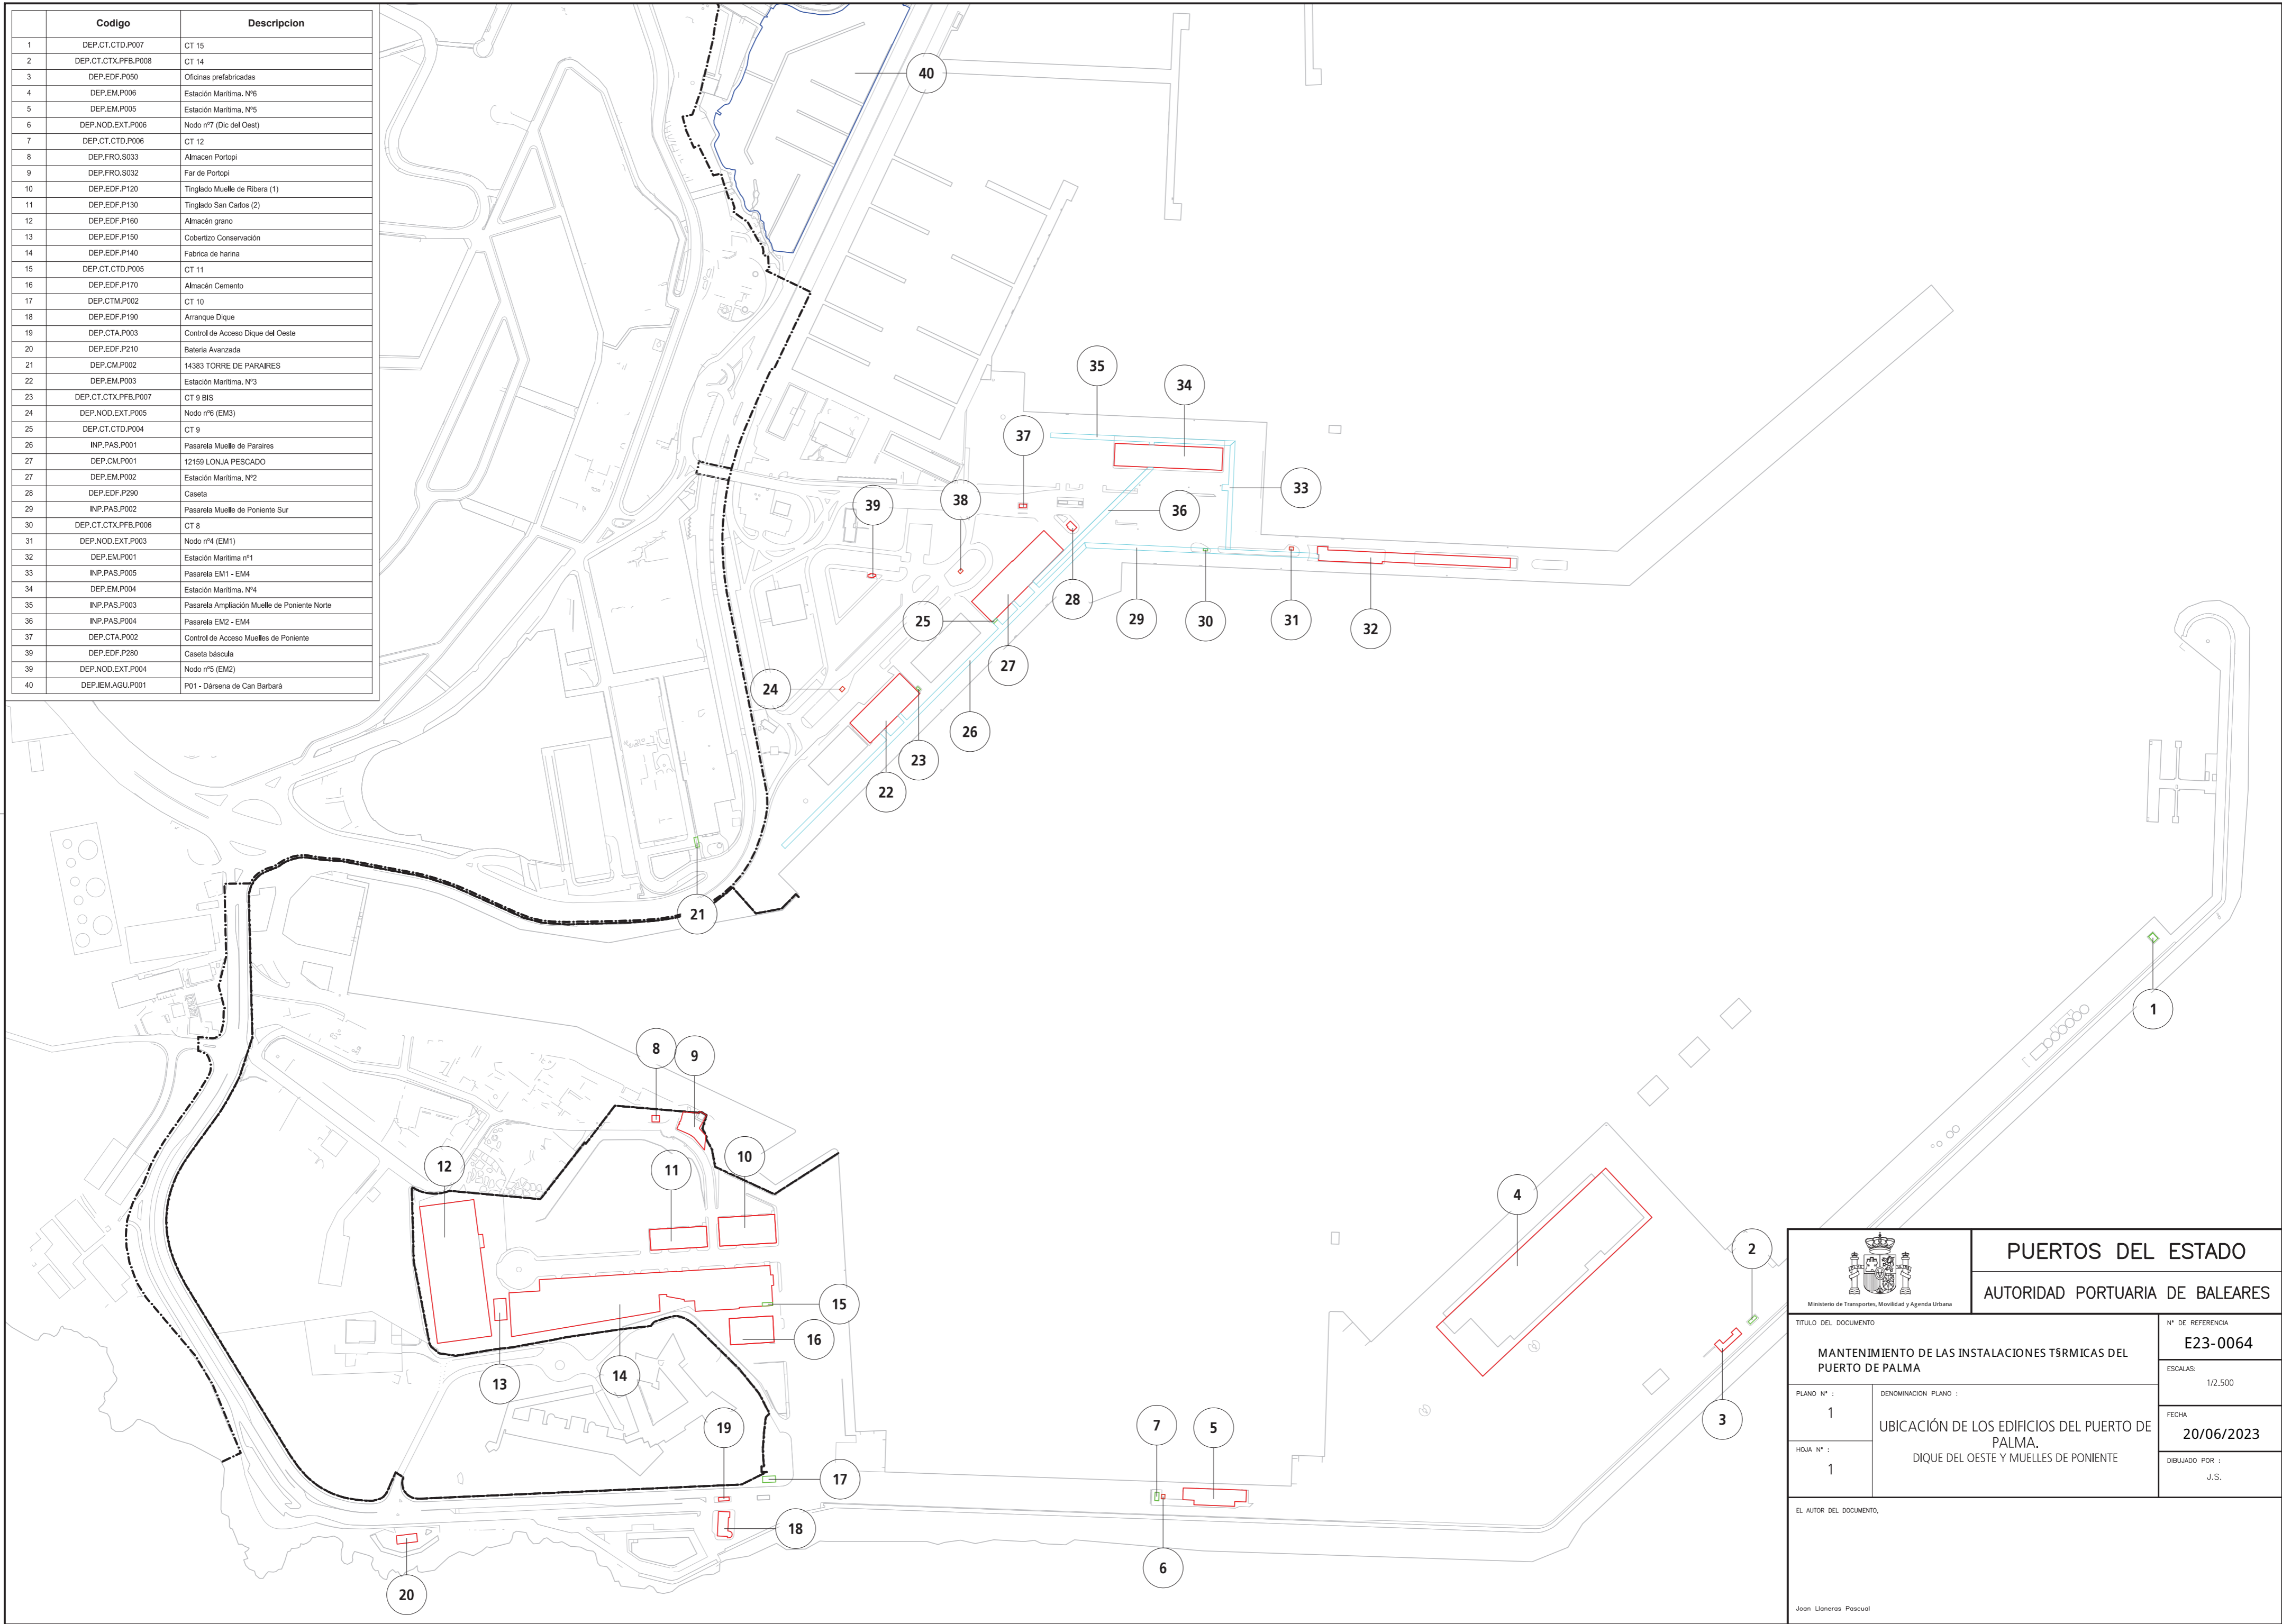 Codigo Descripcion
1 DEP.CT.CTD.P007 CT 15
2 DEP.CT.CTX.PFB.P008 CT 14
3 DEP.EDF.P050 Oficinas prefabricadas
4 DEP.EM.P006 Estación Marítima. Nº6
5 DEP.EM.P005 Estación Marítima, Nº5
6 DEP.NOD.EXT.P006 Nodo nº7 (Dic del Oest)
7 DEP.CT.CTD.P006 CT 12
8 DEP.FRO.S033 Almacen Portopi
9 DEP.FRO.S032 Far de Portopi
10 DEP.EDF.P120 Tinglado Muelle de Ribera (1)
11 DEP.EDF.P130 Tinglado San Carlos (2)
12 DEP.EDF.P160 Almacén grano
13 DEP.EDF.P150 Cobertizo Conservación
14 DEP.EDF.P140 Fabrica de harina
15 DEP.CT.CTD.P005 CT 11
16 DEP.EDF.P170 Almacén Cemento
17 DEP.CTM.P002 CT 10
18 DEP.EDF.P190 Arranque Dique
19 DEP.CTA.P003 Control de Acceso Dique del Oeste
20 DEP.EDF.P210 Bateria Avanzada
21 DEP.CM.P002 14383 TORRE DE PARAIRES
22 DEP.EM.P003 Estación Marítima, Nº3
23 DEP.CT.CTX.PFB.P007 CT 9 BIS
24 DEP.NOD.EXT.P005 Nodo nº6 (EM3)
25 DEP.CT.CTD.P004 CT 9
26 INP.PAS.P001 Pasarela Muelle de Paraires
27 DEP.CM.P001 12159 LONJA PESCADO
27 DEP.EM.P002 Estación Marítima, Nº2
28 DEP.EDF.P290 Caseta
29 INP.PAS.P002 Pasarela Muelle de Poniente Sur
30 DEP.CT.CTX.PFB.P006 CT 8
31 DEP.NOD.EXT.P003 Nodo nº4 (EM1)
32 DEP.EM.P001 Estación Maritima nº1
33 INP.PAS.P005 Pasarela EM1 - EM4
34 DEP.EM.P004 Estación Marítima. Nº4
35 INP.PAS.P003 Pasarela Ampliación Muelle de Poniente Norte
36 INP.PAS.P004 Pasarela EM2 - EM4
37 DEP.CTA.P002 Control de Acceso Muelles de Poniente
39 DEP.EDF.P280 Caseta báscula
39 DEP.NOD.EXT.P004 Nodo nº5 (EM2)
40 DEP.IEM.AGU.P001 P01 - Dársena de Can Barbarà
40
35
34
37
33
39
38
36
28
29
30
31
32
25
27
24
26
23
22
21
1
8
9
10
11
12
4
2
15
16
13
14
3
19
7
5
17
18
6
20
Ministerio de Transportes, Movilidad y Agenda Urbana
PUERTOS DEL ESTADO
AUTORIDAD PORTUARIA DE BALEARES
TITULO DEL DOCUMENTO
MANTENIMIENTO DE LAS INSTALACIONES T§RMICAS DEL
PUERTO DE PALMA
Nº DE REFERENCIA
E23-0064
ESCALAS:
1/2.500
PLANO Nº :
1
DENOMINACION PLANO :
UBICACIÓN DE LOS EDIFICIOS DEL PUERTO DE
PALMA.
DIQUE DEL OESTE Y MUELLES DE PONIENTE
FECHA
20/06/2023
HOJA Nº :
1
DIBUJADO POR :
J.S.
EL AUTOR DEL DOCUMENTO,
Joan Llaneras Pascual